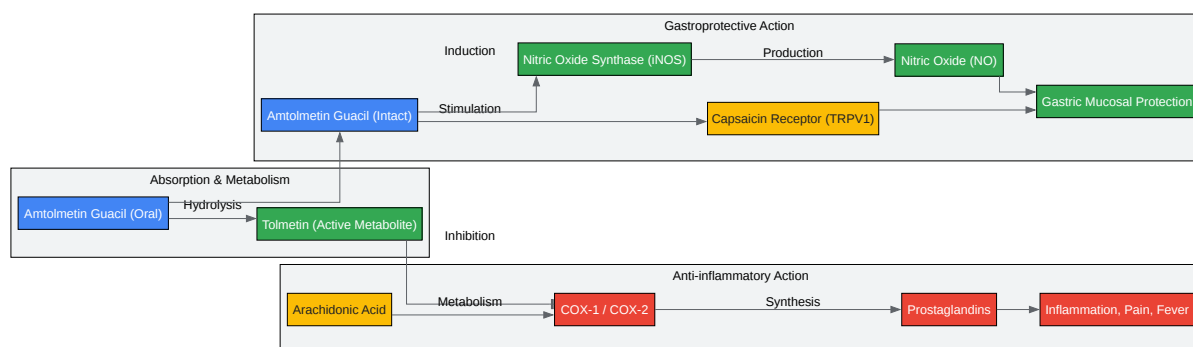 Gastroprotective Action
Induction
Nitric Oxide Synthase (iNOS)
Production
Nitric Oxide (NO)
Amtolmetin Guacil (Intact)
Stimulation
Capsaicin Receptor (TRPV1)
Gastric Mucosal Protection
Absorption & Metabolism
Amtolmetin Guacil (Oral)
Hydrolysis
Tolmetin (Active Metabolite)
Inhibition
Anti-inflammatory Action
Arachidonic Acid
Metabolism
COX-1 / COX-2
Synthesis
Prostaglandins
Inflammation, Pain, Fever